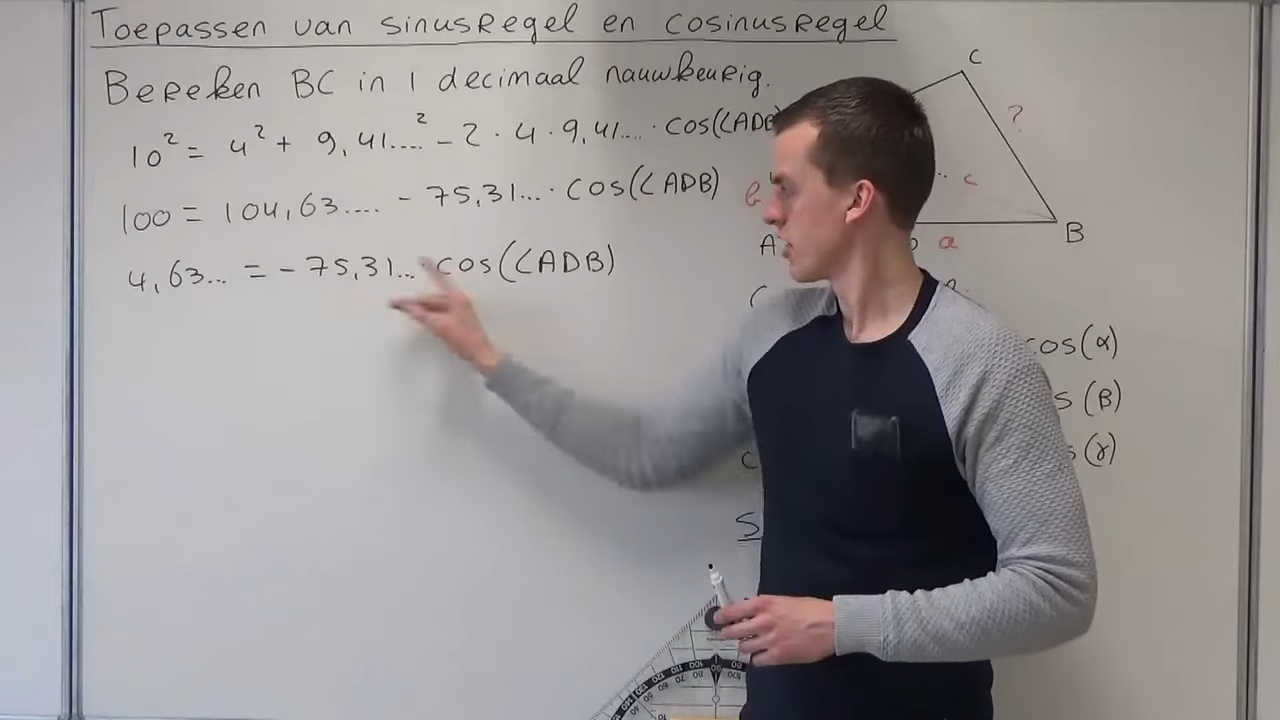 Toepassen van sinusregel en cosinusregel
Bereken BC in 1 decimaal nauwkeurig.
10² = 4² + 9,41....² - 2 · 4 · 9,41.... · cos(∠ADB)
100 = 104,63.... - 75,31... · cos(∠ADB)
4,63... = - 75,31... · cos(∠ADB)
C
?
c
b
A
a
B
cos(α)
s (β)
s (γ)
c
S